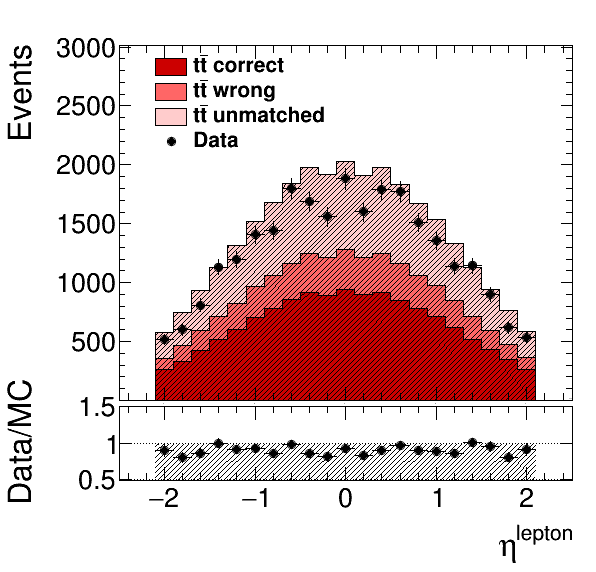 Events
3000
2500
2000
1500
1000
500
tt̄ correct
tt̄ wrong
tt̄ unmatched
Data
Data/MC
1.5
1
0.5
−2 −1 0 1 2
η^lepton